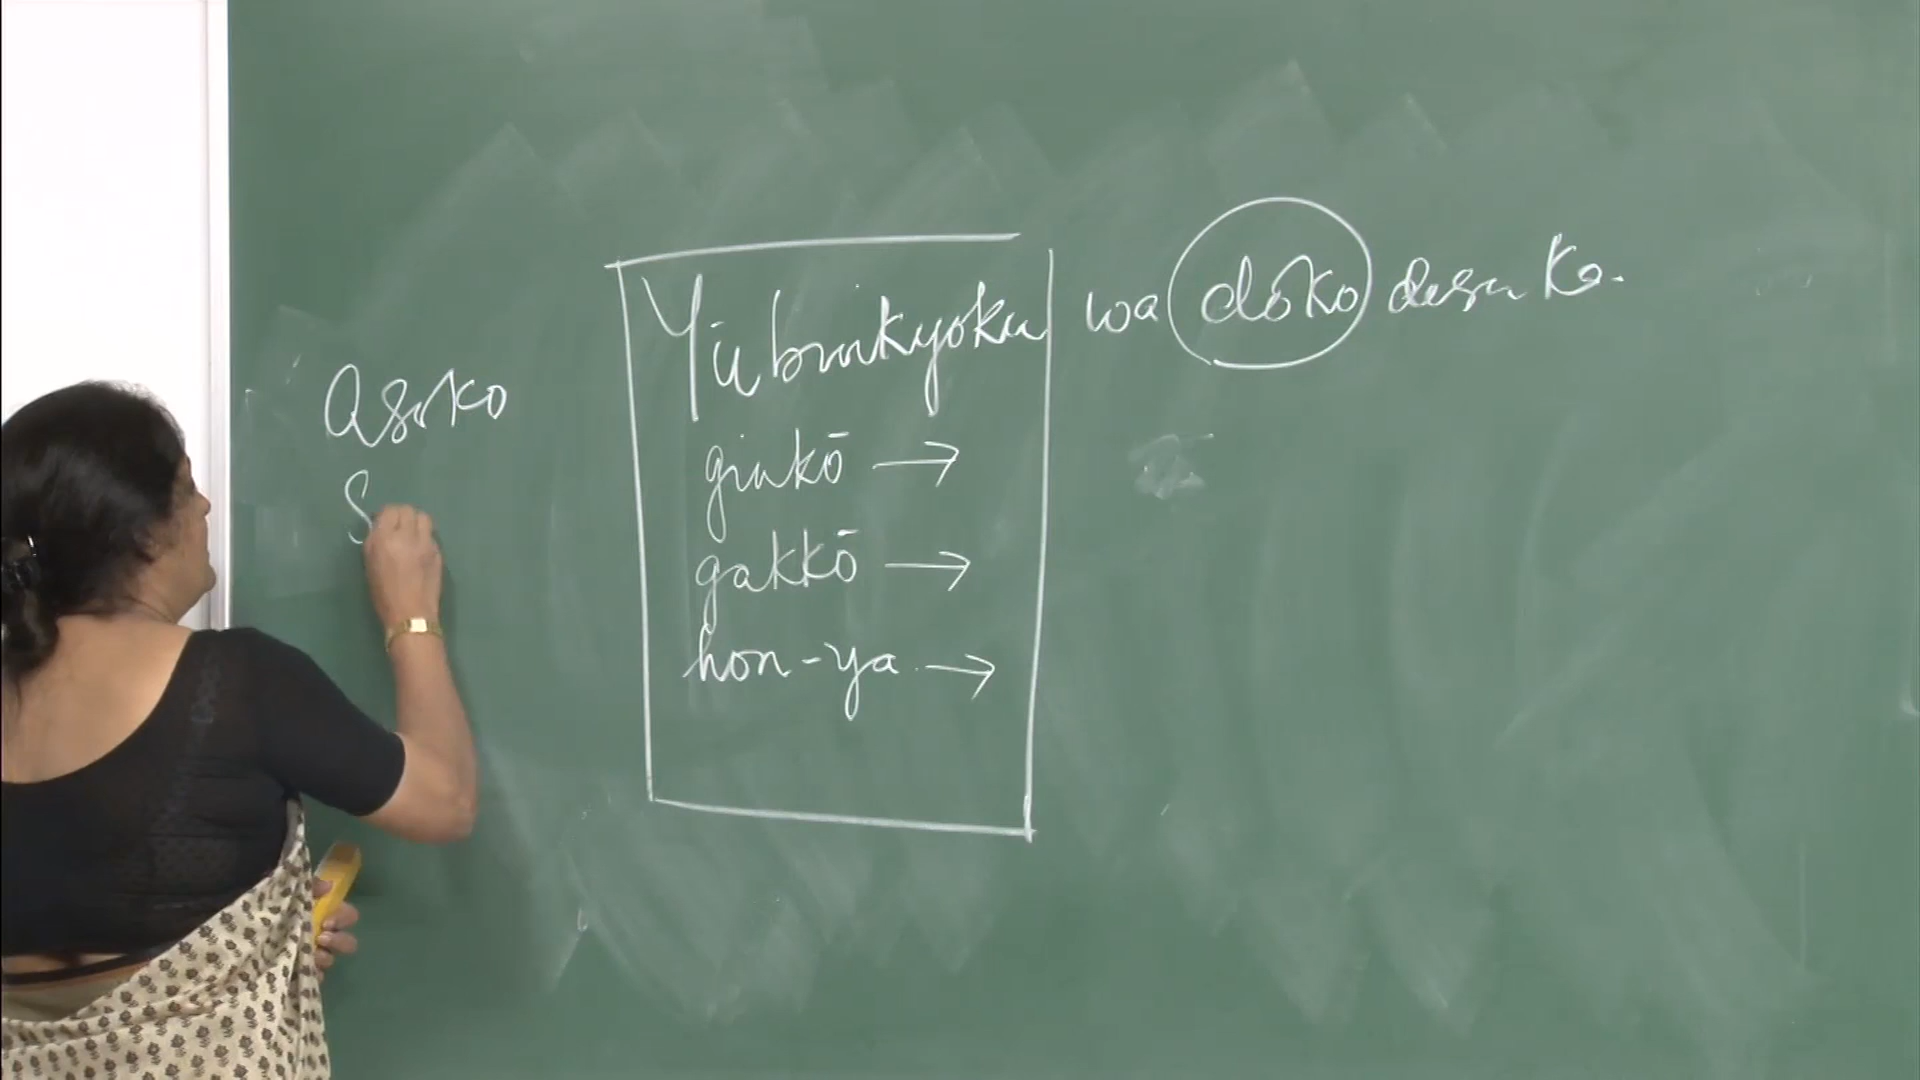 Yūbinkyoku wa doko desu ka.
asoko
S
ginkō →
gakkō →
hon-ya →